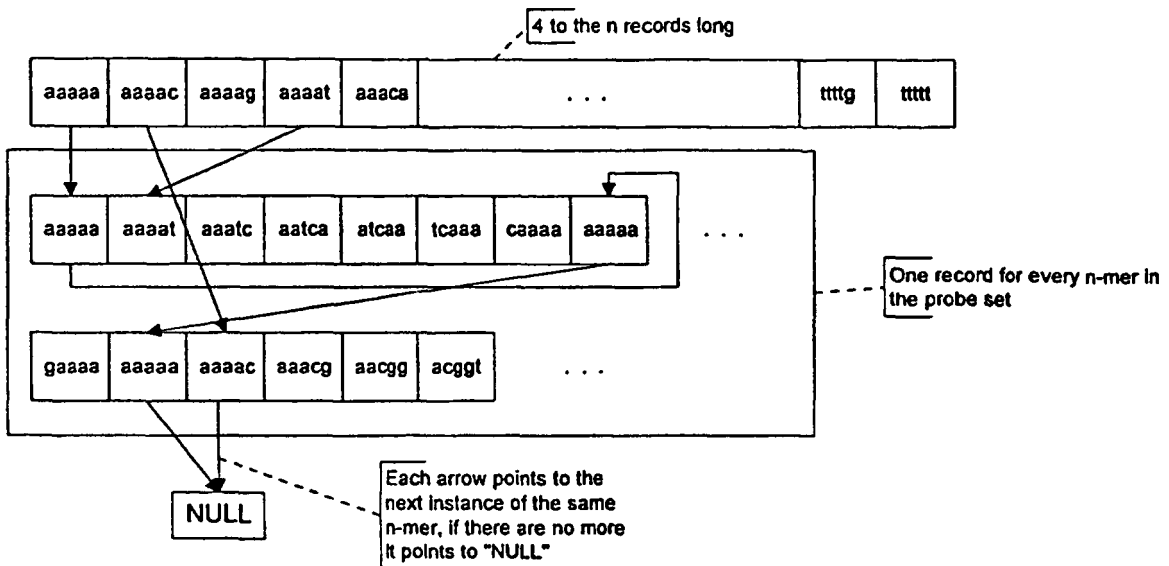 4 to the n records long
aaaaa aaaac aaaag aaaat aaaca . . . ttttg ttttt
aaaaa aaaat aaatc aatca atcaa tcaaa caaaa aaaaa . . .
One record for every n-mer in
the probe set
gaaaa aaaaa aaaac aaacg aacgg acggt . . .
Each arrow points to the
next instance of the same
n-mer, if there are no more
it points to "NULL"
NULL